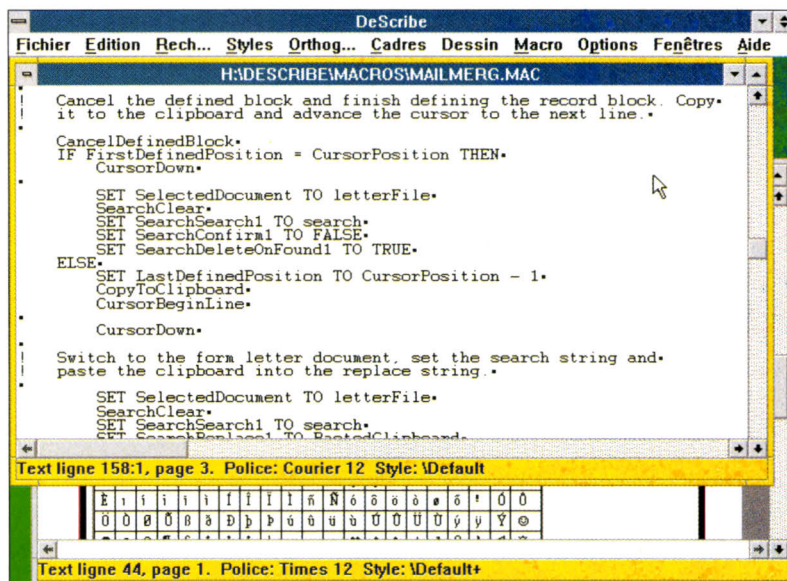 DeScribe
Fichier Edition Rech... Styles Orthog... Cadres Dessin Macro Options Fenêtres Aide
H:\DESCRIBE\MACROS\MAILMERG.MAC
! Cancel the defined block and finish defining the record block. Copy
! it to the clipboard and advance the cursor to the next line.
CancelDefinedBlock
IF FirstDefinedPosition = CursorPosition THEN
CursorDown
SET SelectedDocument TO letterFile
SearchClear
SET SearchSearch1 TO search
SET SearchConfirm1 TO FALSE
SET SearchDeleteOnFound1 TO TRUE
ELSE
SET LastDefinedPosition TO CursorPosition - 1
CopyToClipboard
CursorBeginLine
CursorDown
! Switch to the form letter document, set the search string and
! paste the clipboard into the replace string.
SET SelectedDocument TO letterFile
SearchClear
SET SearchSearch1 TO search
SET SearchReplace1 TO PastedClipboard
Text ligne 158:1, page 3. Police: Courier 12 Style: \Default
Text ligne 44, page 1. Police: Times 12 Style: \Default+